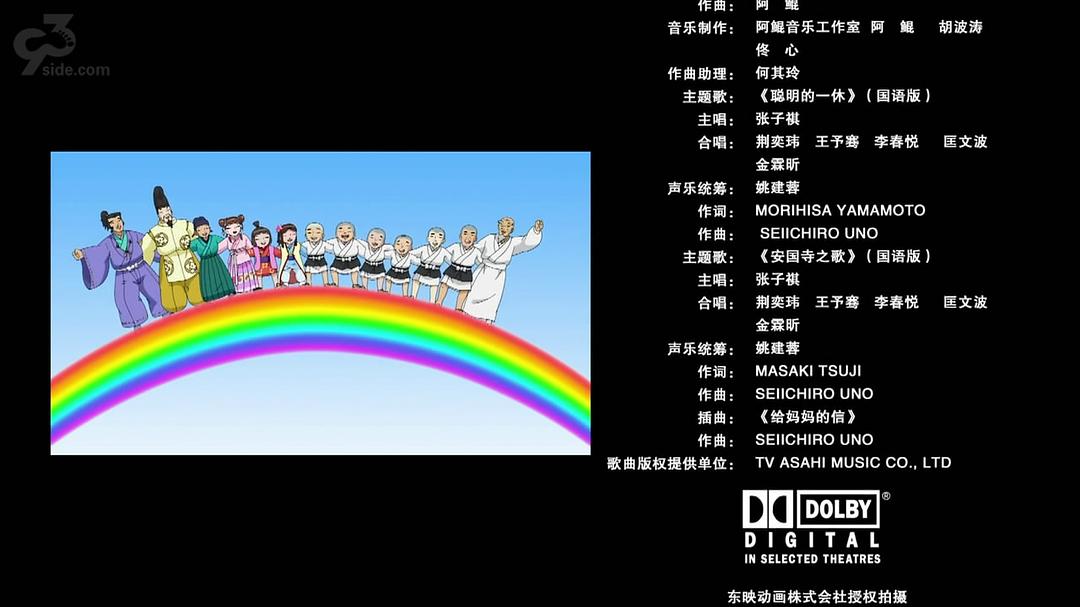 93
side.com
作曲： 阿 鲲
音乐制作： 阿鲲音乐工作室 阿 鲲 胡波涛
佟 心
作曲助理： 何其玲
主题歌： 《聪明的一休》（国语版）
主唱： 张子祺
合唱： 荆奕玮 王予骞 李春悦 匡文波
金霖昕
声乐统筹： 姚建蓉
作词： MORIHISA YAMAMOTO
作曲： SEIICHIRO UNO
主题歌： 《安国寺之歌》（国语版）
主唱： 张子祺
合唱： 荆奕玮 王予骞 李春悦 匡文波
金霖昕
声乐统筹： 姚建蓉
作词： MASAKI TSUJI
作曲： SEIICHIRO UNO
插曲： 《给妈妈的信》
作曲： SEIICHIRO UNO
歌曲版权提供单位： TV ASAHI MUSIC CO., LTD
DOLBY®
DIGITAL
IN SELECTED THEATRES
东映动画株式会社授权拍摄